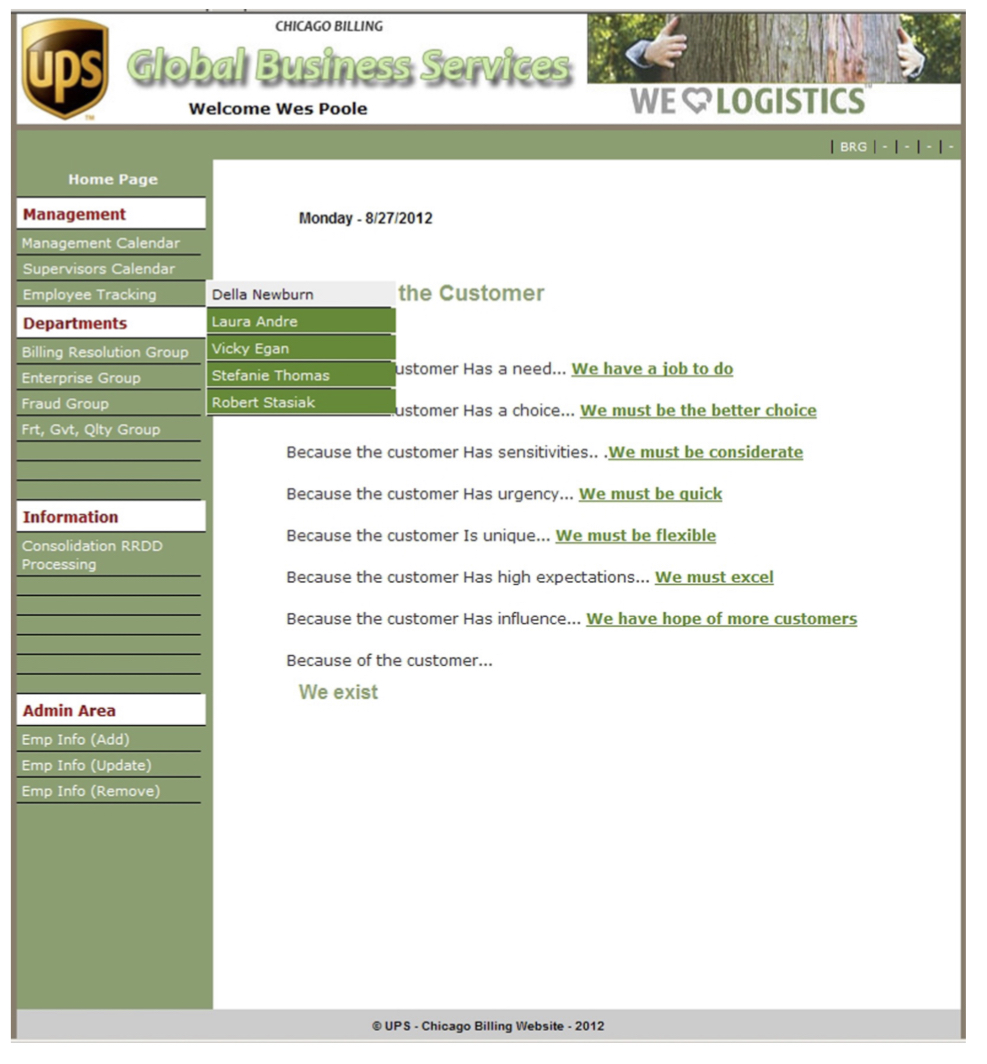 ups
TM
CHICAGO BILLING
Global Business Services
Welcome Wes Poole
WE LOGISTICS
| BRG | - | - | - | -
Home Page
Management
Management Calendar
Supervisors Calendar
Employee Tracking
Departments
Billing Resolution Group
Enterprise Group
Fraud Group
Frt, Gvt, Qlty Group
Information
Consolidation RRDD
Processing
Admin Area
Emp Info (Add)
Emp Info (Update)
Emp Info (Remove)
Della Newburn
Laura Andre
Vicky Egan
Stefanie Thomas
Robert Stasiak
Monday - 8/27/2012
the Customer
ustomer Has a need... We have a job to do
ustomer Has a choice... We must be the better choice
Because the customer Has sensitivities.. .We must be considerate
Because the customer Has urgency... We must be quick
Because the customer Is unique... We must be flexible
Because the customer Has high expectations... We must excel
Because the customer Has influence... We have hope of more customers
Because of the customer...
We exist
© UPS - Chicago Billing Website - 2012